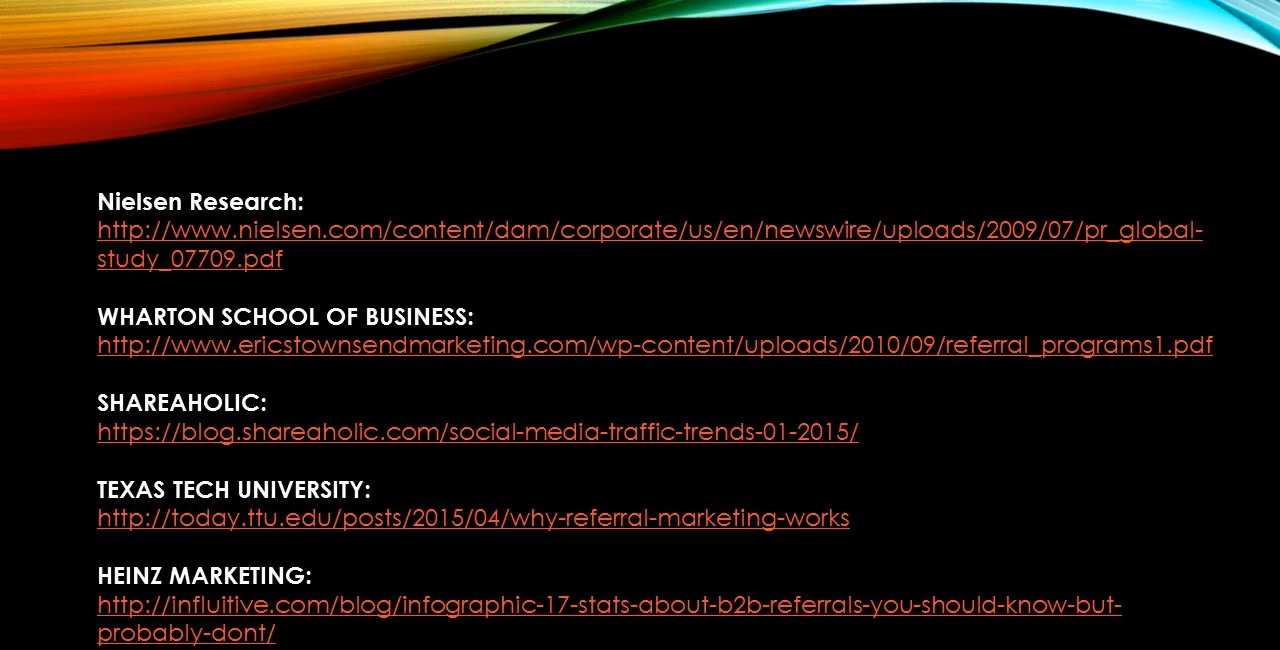 Nielsen Research:
http://www.nielsen.com/content/dam/corporate/us/en/newswire/uploads/2009/07/pr_global-
study_07709.pdf
WHARTON SCHOOL OF BUSINESS:
http://www.ericstownsendmarketing.com/wp-content/uploads/2010/09/referral_programs1.pdf
SHAREAHOLIC:
https://blog.shareaholic.com/social-media-traffic-trends-01-2015/
TEXAS TECH UNIVERSITY:
http://today.ttu.edu/posts/2015/04/why-referral-marketing-works
HEINZ MARKETING:
http://influitive.com/blog/infographic-17-stats-about-b2b-referrals-you-should-know-but-
probably-dont/